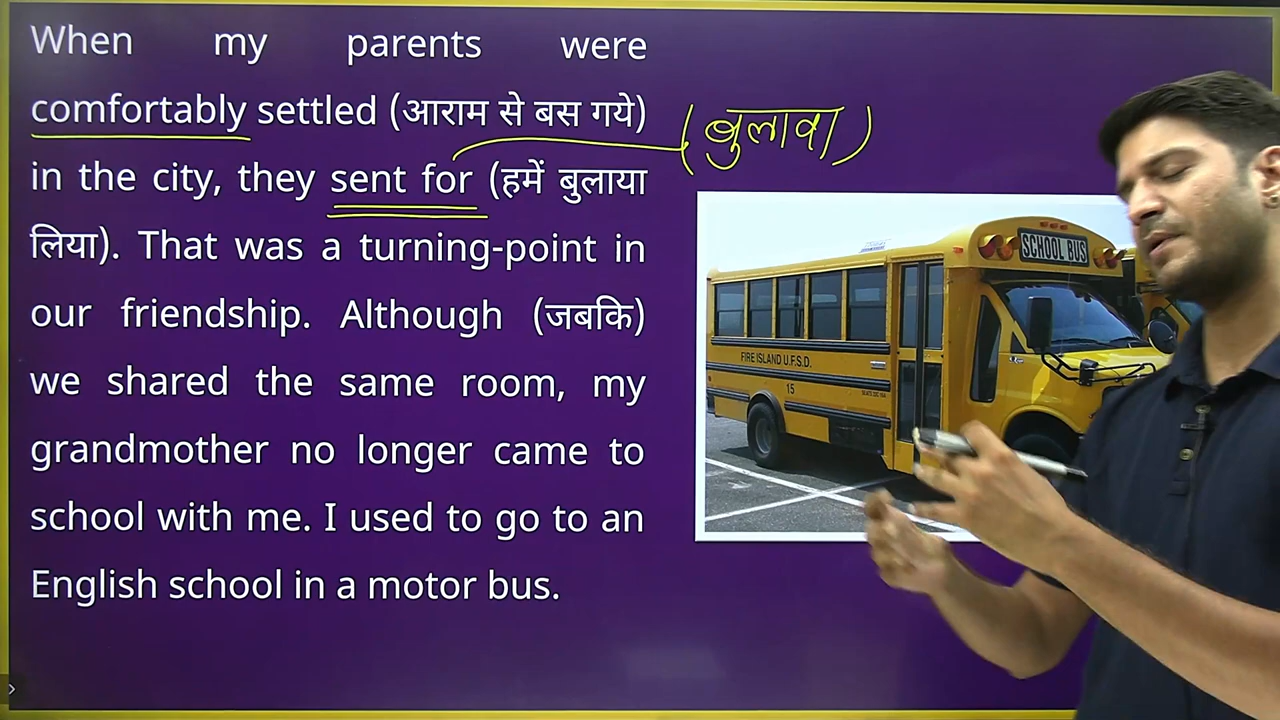 When my parents were
comfortably settled (आराम से बस गये)
(बुलावा)
in the city, they sent for (हमें बुलाया
लिया). That was a turning-point in
our friendship. Although (जबकि)
we shared the same room, my
grandmother no longer came to
school with me. I used to go to an
English school in a motor bus.
SCHOOL BUS
FIRE ISLAND U.F.S.D.
15